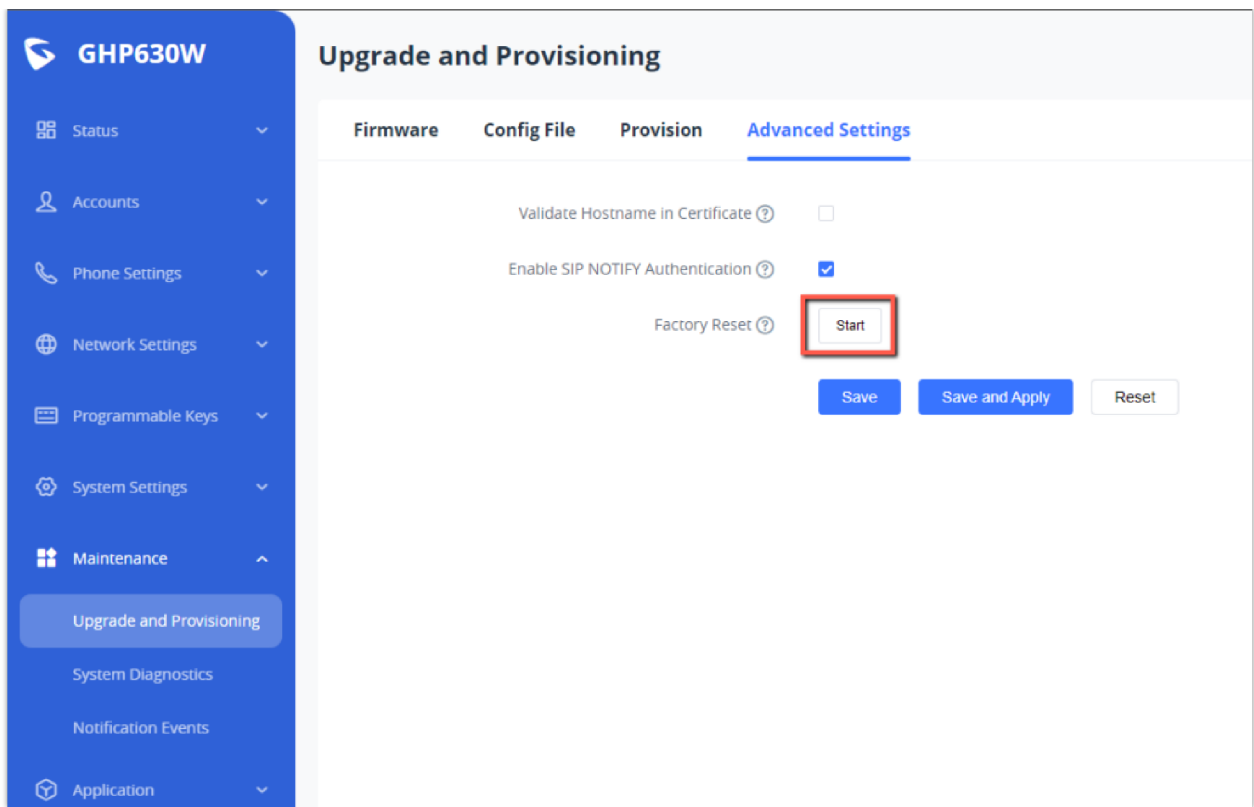 GHP630W
Status
Accounts
Phone Settings
Network Settings
Programmable Keys
System Settings
Maintenance
Upgrade and Provisioning
System Diagnostics
Notification Events
Application
Upgrade and Provisioning
Firmware Config File Provision Advanced Settings
Validate Hostname in Certificate ?
Enable SIP NOTIFY Authentication ?
Factory Reset ? Start
Save Save and Apply Reset